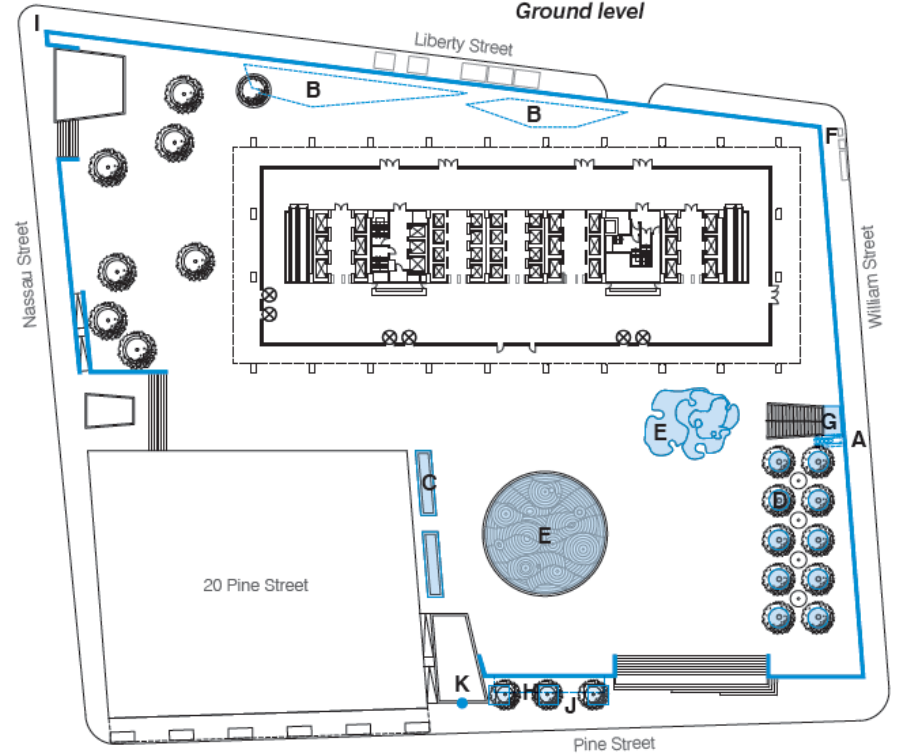 Ground level
I
Liberty Street
B
B
F
Nassau Street
William Street
G
E
A
C
D
E
20 Pine Street
K
H
J
Pine Street